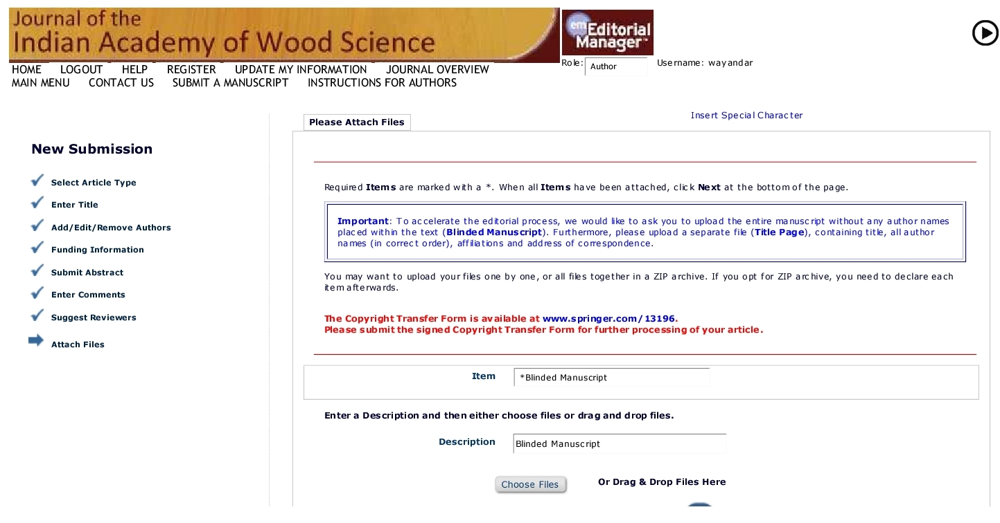 Journal of the
Indian Academy of Wood Science
em Editorial
Manager™
HOME LOGOUT HELP REGISTER UPDATE MY INFORMATION JOURNAL OVERVIEW
MAIN MENU CONTACT US SUBMIT A MANUSCRIPT INSTRUCTIONS FOR AUTHORS
Role: Author Username: wayandar
Insert Special Character
Please Attach Files
New Submission
Select Article Type
Enter Title
Add/Edit/Remove Authors
Funding Information
Submit Abstract
Enter Comments
Suggest Reviewers
Attach Files
Required Items are marked with a *. When all Items have been attached, click Next at the bottom of the page.
Important: To accelerate the editorial process, we would like to ask you to upload the entire manuscript without any author names
placed within the text (Blinded Manuscript). Furthermore, please upload a separate file (Title Page), containing title, all author
names (in correct order), affiliations and address of correspondence.
You may want to upload your files one by one, or all files together in a ZIP archive. If you opt for ZIP archive, you need to declare each
item afterwards.
The Copyright Transfer Form is available at www.springer.com/13196.
Please submit the signed Copyright Transfer Form for further processing of your article.
Item *Blinded Manuscript
Enter a Description and then either choose files or drag and drop files.
Description Blinded Manuscript
Choose Files Or Drag & Drop Files Here